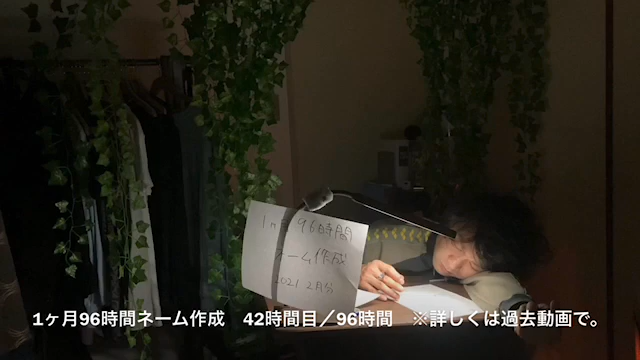 1ヶ月96時間
ネーム作成
2021 2月分
1ヶ月96時間ネーム作成 42時間目／96時間 ※詳しくは過去動画で。